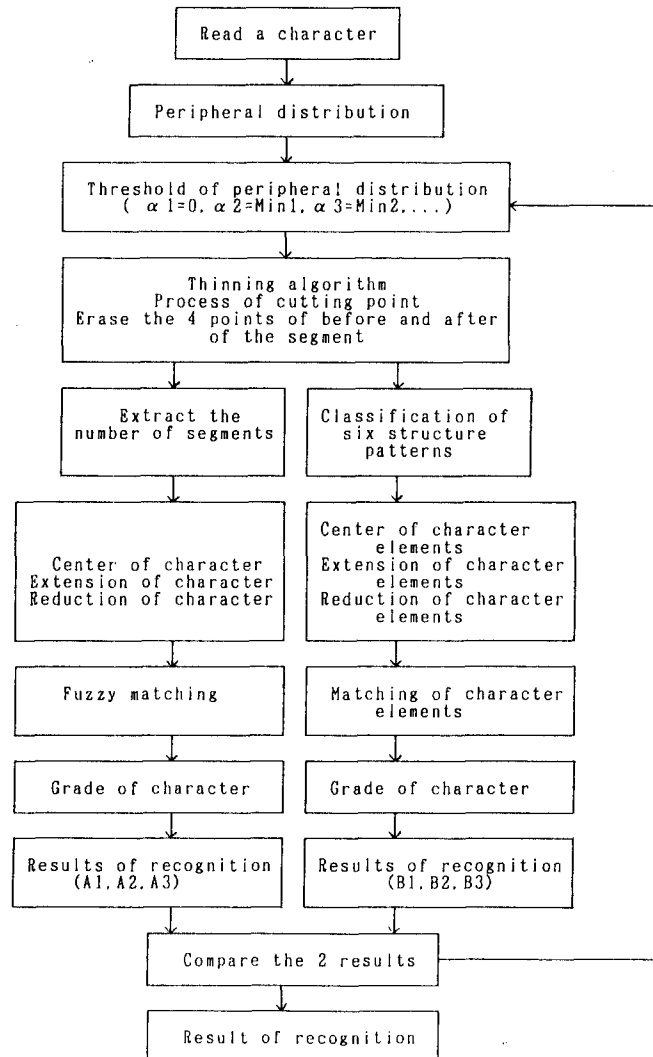 Read a character
Peripheral distribution
Threshold of peripheral distribution
( α1=0, α2=Min1, α3=Min2,...)
Thinning algorithm
Process of cutting point
Erase the 4 points of before and after
of the segment
Extract the
number of segments
Classification of
six structure
patterns
Center of character
Extension of character
Reduction of character
Center of character
elements
Extension of character
elements
Reduction of character
elements
Fuzzy matching
Matching of character
elements
Grade of character
Grade of character
Results of recognition
(A1, A2, A3)
Results of recognition
(B1, B2, B3)
Compare the 2 results
Result of recognition